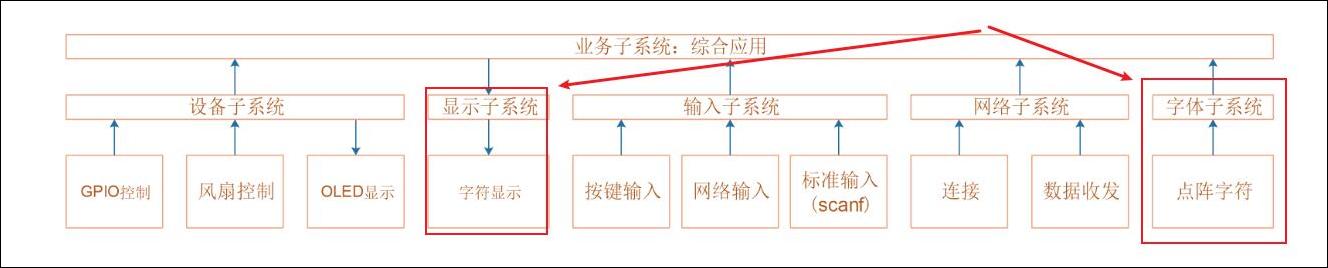 业务子系统：综合应用
设备子系统
显示子系统
输入子系统
网络子系统
字体子系统
GPIO控制
风扇控制
OLED显示
字符显示
按键输入
网络输入
标准输入
（scanf）
连接
数据收发
点阵字符